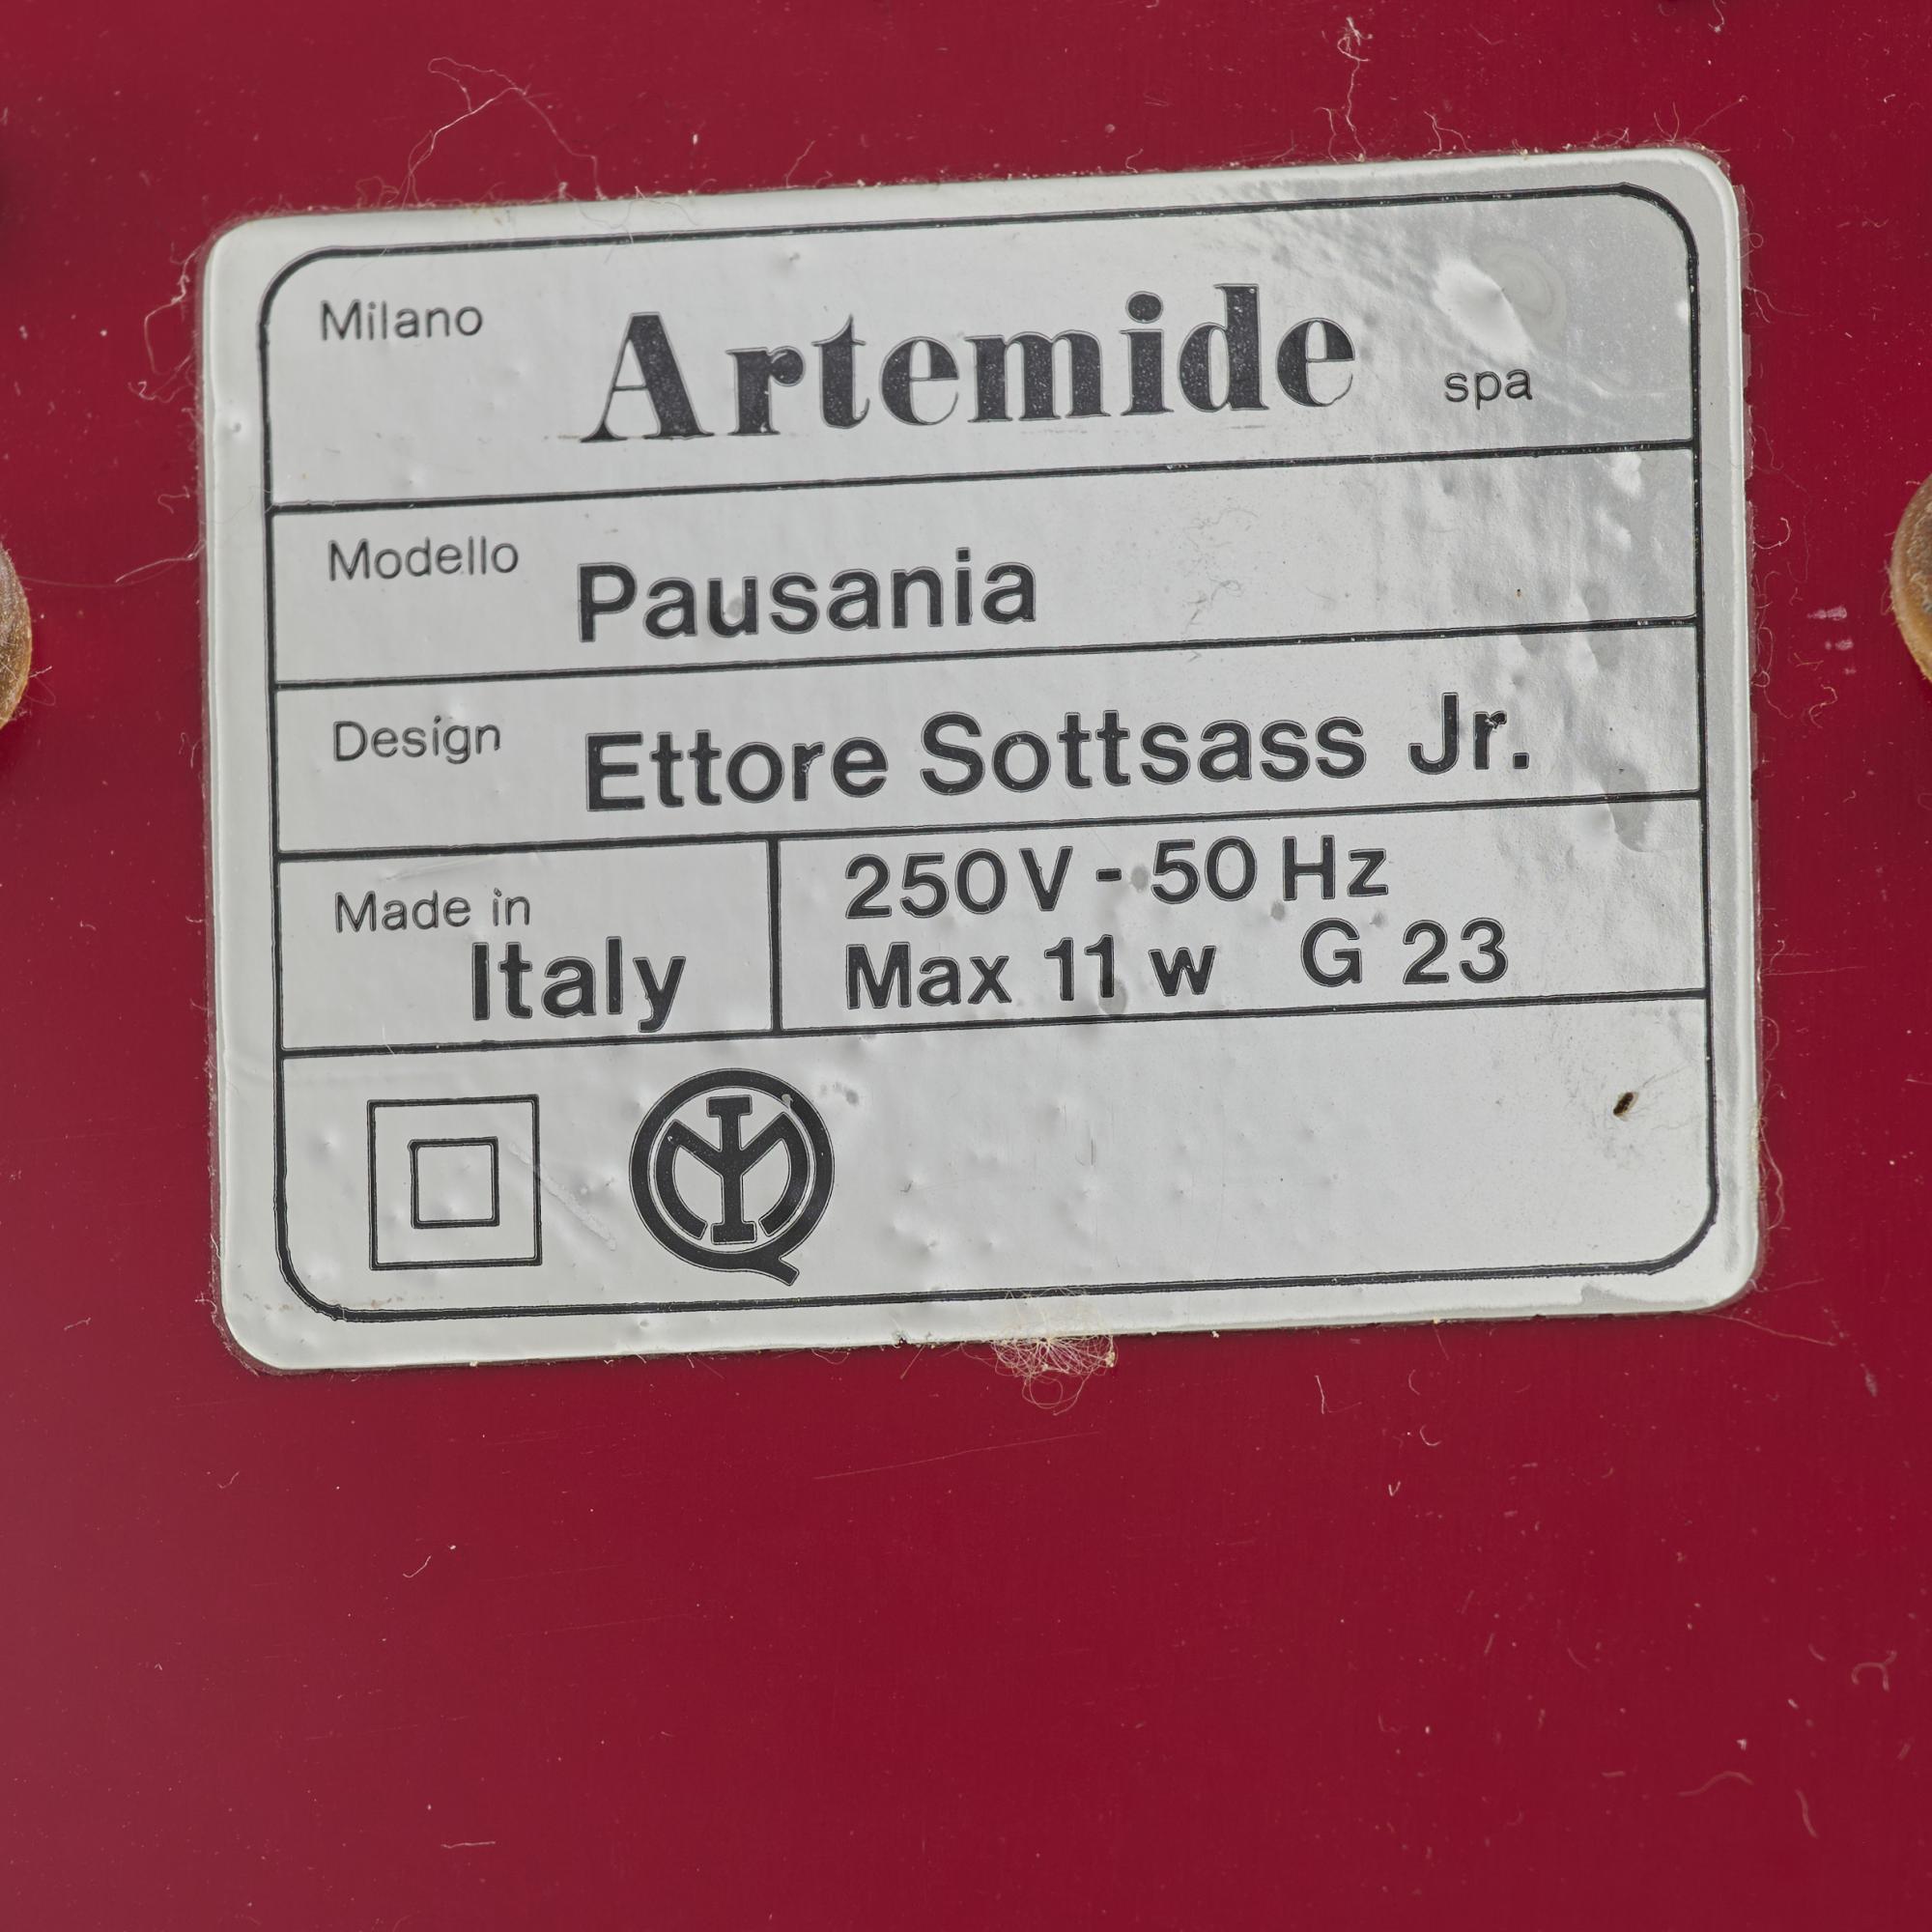 Milano Artemide spa
Modello Pausania
Design Ettore Sottsass Jr.
Made in Italy
250V - 50 Hz
Max 11 w G 23